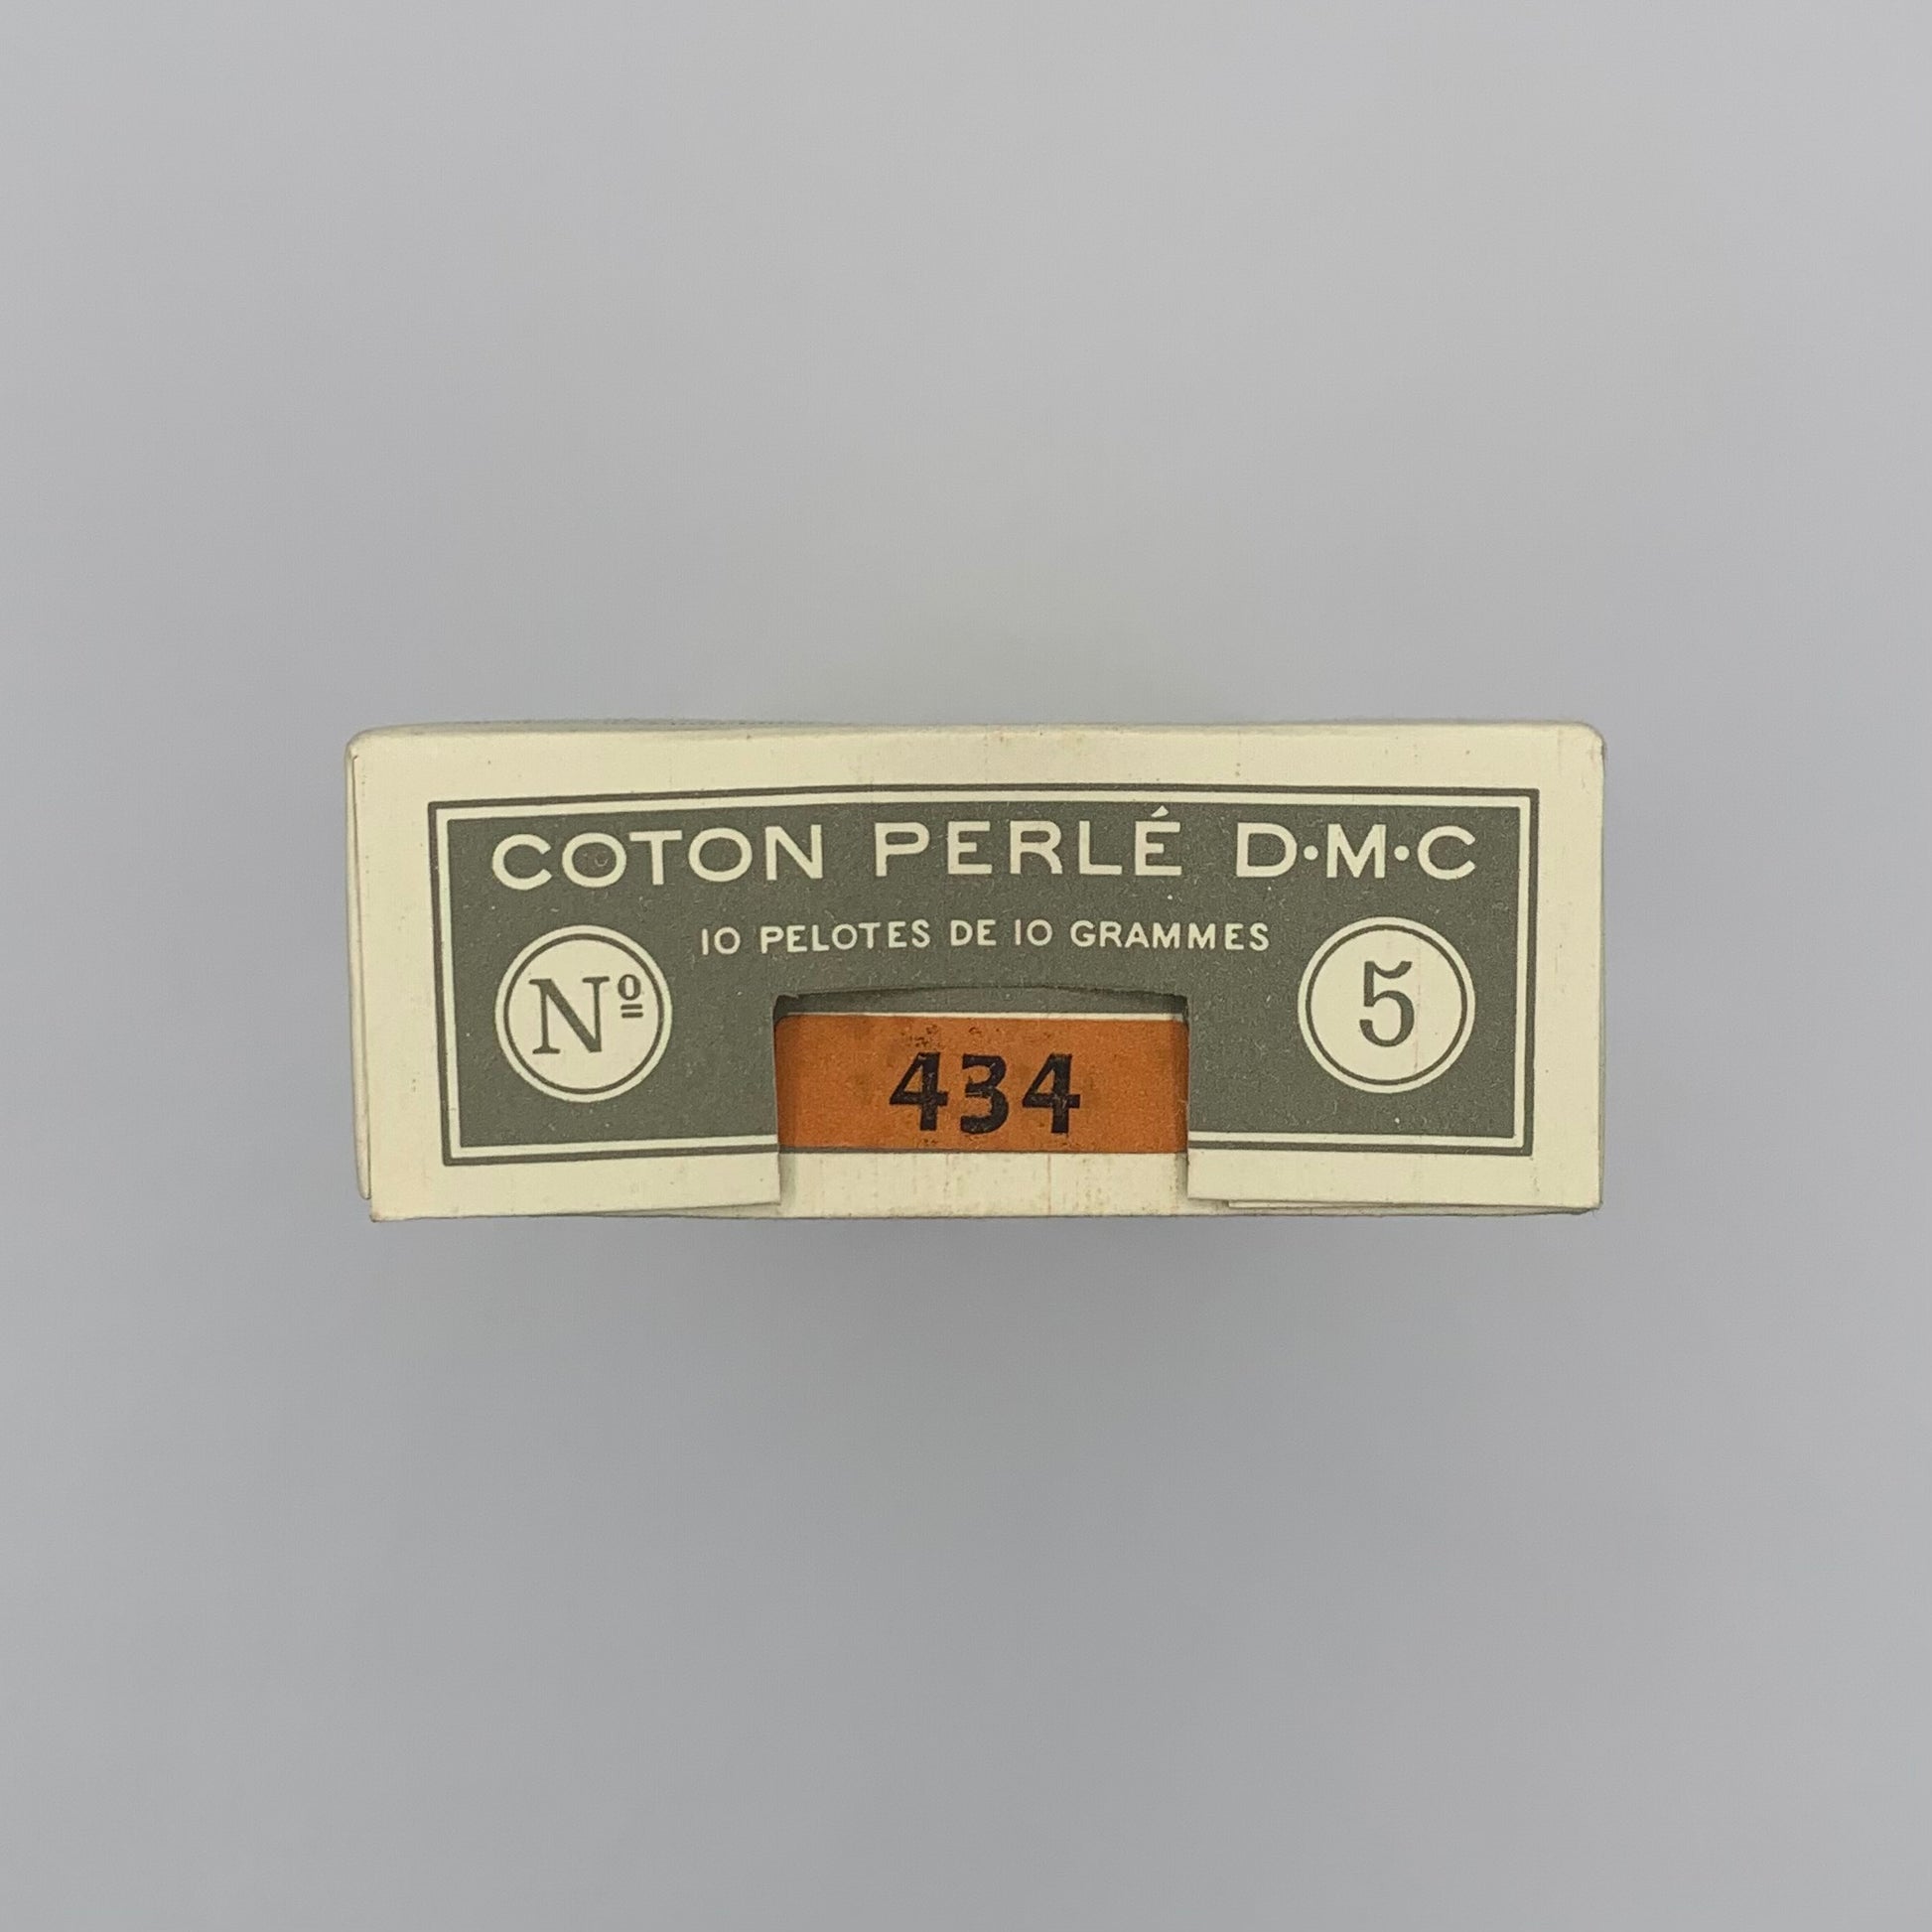 COTON PERLÉ D·M·C
10 PELOTES DE 10 GRAMMES
Nº 5
434